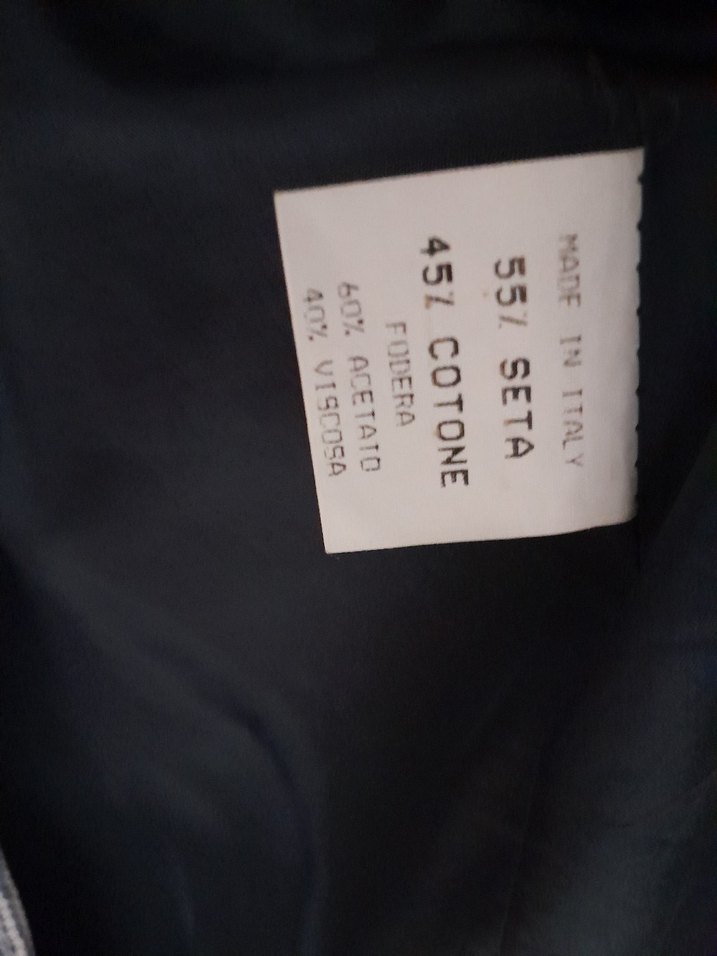 MADE IN ITALY
55% SETA
45% COTONE
FODERA
60% ACETATO
40% VISCOSA